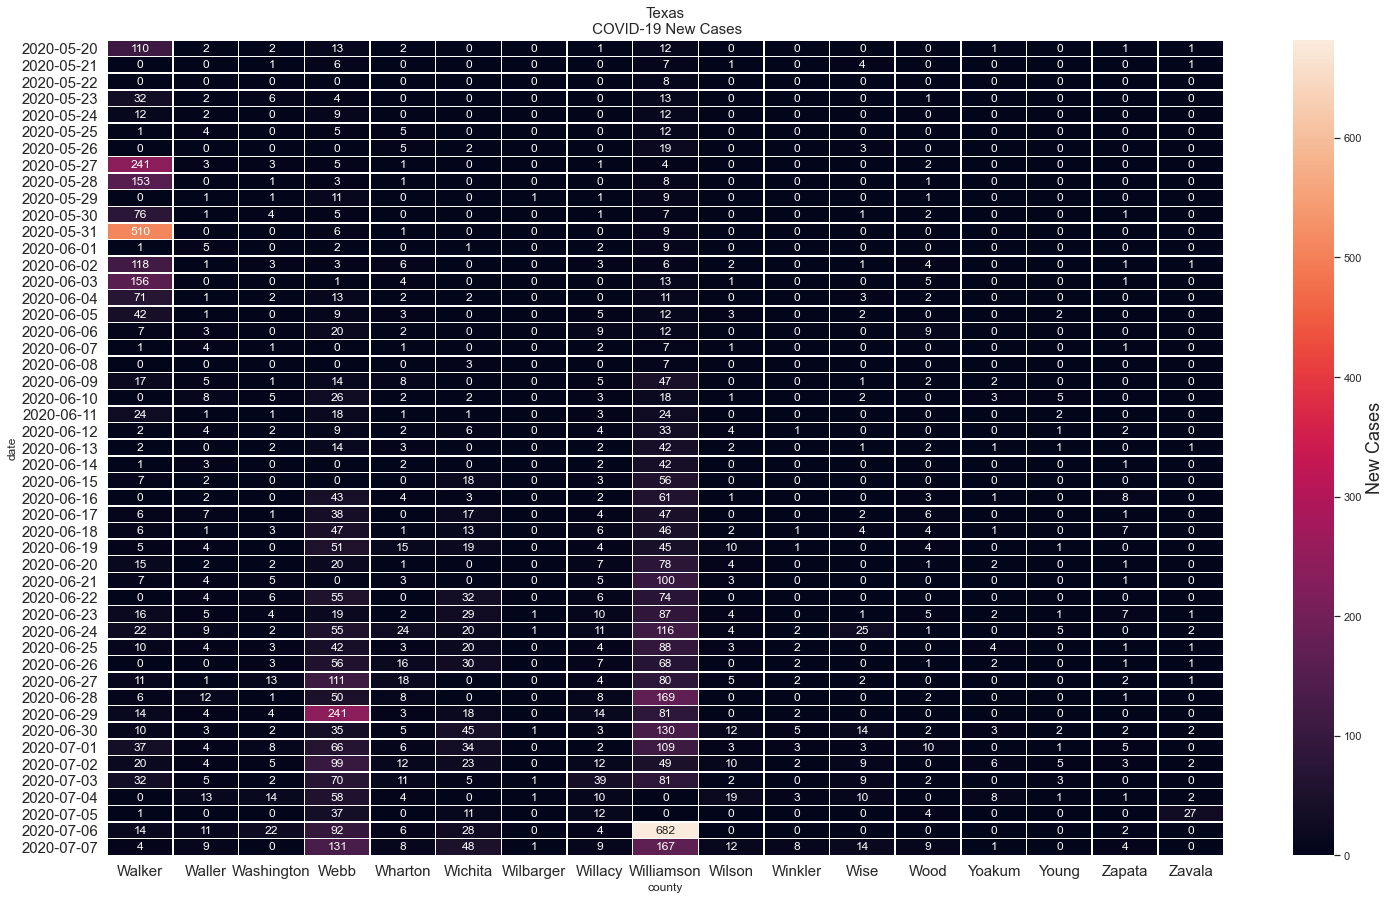 Texas
COVID-19 New Cases
2020-05-20 110 2 2 13 2 0 0 1 12 0 0 0 0 1 0 1 1
2020-05-21 0 0 1 6 0 0 0 0 7 1 0 4 0 0 0 0 1
2020-05-22 0 0 0 0 0 0 0 0 8 0 0 0 0 0 0 0 0
2020-05-23 32 2 6 4 0 0 0 0 13 0 0 0 1 0 0 0 0
2020-05-24 12 2 0 9 0 0 0 0 12 0 0 0 0 0 0 0 0
2020-05-25 1 4 0 5 5 0 0 0 12 0 0 0 0 0 0 0 0
2020-05-26 0 0 0 0 5 2 0 0 19 0 0 3 0 0 0 0 0
2020-05-27 241 3 3 5 1 0 0 1 4 0 0 0 2 0 0 0 0
2020-05-28 153 0 1 3 1 0 0 0 8 0 0 0 1 0 0 0 0
2020-05-29 0 1 1 11 0 0 1 1 9 0 0 0 1 0 0 0 0
2020-05-30 76 1 4 5 0 0 0 1 7 0 0 1 2 0 0 1 0
2020-05-31 510 0 0 6 1 0 0 0 9 0 0 0 0 0 0 0 0
2020-06-01 1 5 0 2 0 1 0 2 9 0 0 0 0 0 0 0 0
2020-06-02 118 1 3 3 6 0 0 3 6 2 0 1 4 0 0 1 1
2020-06-03 156 0 0 1 4 0 0 0 13 1 0 0 5 0 0 1 0
2020-06-04 71 1 2 13 2 2 0 0 11 0 0 3 2 0 0 0 0
2020-06-05 42 1 0 9 3 0 0 5 12 3 0 2 0 0 2 0 0
2020-06-06 7 3 0 20 2 0 0 9 12 0 0 0 9 0 0 0 0
2020-06-07 1 4 1 0 1 0 0 2 7 1 0 0 0 0 0 1 0
2020-06-08 0 0 0 0 0 3 0 0 7 0 0 0 0 0 0 0 0
2020-06-09 17 5 1 14 8 0 0 5 47 0 0 1 2 2 0 0 0
2020-06-10 0 8 5 26 2 2 0 3 18 1 0 2 0 3 5 0 0
2020-06-11 24 1 1 18 1 1 0 3 24 0 0 0 0 0 2 0 0
2020-06-12 2 4 2 9 2 6 0 4 33 4 1 0 0 0 1 2 0
2020-06-13 2 0 2 14 3 0 0 2 42 2 0 1 2 1 1 0 1
2020-06-14 1 3 0 0 2 0 0 2 42 0 0 0 0 0 0 1 0
2020-06-15 7 2 0 0 0 18 0 3 56 0 0 0 0 0 0 0 0
2020-06-16 0 2 0 43 4 3 0 2 61 1 0 0 3 1 0 8 0
2020-06-17 6 7 1 38 0 17 0 4 47 0 0 2 6 0 0 1 0
2020-06-18 6 1 3 47 1 13 0 6 46 2 1 4 4 1 0 7 0
2020-06-19 5 4 0 51 15 19 0 4 45 10 1 0 4 0 1 0 0
2020-06-20 15 2 2 20 1 0 0 7 78 4 0 0 1 2 0 1 0
2020-06-21 7 4 5 0 3 0 0 5 100 3 0 0 0 0 0 1 0
2020-06-22 0 4 6 55 0 32 0 6 74 0 0 0 0 0 0 0 0
2020-06-23 16 5 4 19 2 29 1 10 87 4 0 1 5 2 1 7 1
2020-06-24 22 9 2 55 24 20 1 11 116 4 2 25 1 0 5 0 2
2020-06-25 10 4 3 42 3 20 0 4 88 3 2 0 0 4 0 1 1
2020-06-26 0 0 3 56 16 30 0 7 68 0 2 0 1 2 0 1 1
2020-06-27 11 1 13 111 18 0 0 4 80 5 2 2 0 0 0 2 1
2020-06-28 6 12 1 50 8 0 0 8 169 0 0 0 2 0 0 1 0
2020-06-29 14 4 4 241 3 18 0 14 81 0 2 0 0 0 0 0 0
2020-06-30 10 3 2 35 5 45 1 3 130 12 5 14 2 3 2 2 2
2020-07-01 37 4 8 66 6 34 0 2 109 3 3 3 10 0 1 5 0
2020-07-02 20 4 5 99 12 23 0 12 49 10 2 9 0 6 5 3 2
2020-07-03 32 5 2 70 11 5 1 39 81 2 0 9 2 0 3 0 0
2020-07-04 0 13 14 58 4 0 1 10 0 19 3 10 0 8 1 1 2
2020-07-05 1 0 0 37 0 11 0 12 0 0 0 0 4 0 0 0 27
2020-07-06 14 11 22 92 6 28 0 4 682 0 0 0 0 0 0 2 0
2020-07-07 4 9 0 131 8 48 1 9 167 12 8 14 9 1 0 4 0
Walker Waller Washington Webb Wharton Wichita Wilbarger Willacy Williamson Wilson Winkler Wise Wood Yoakum Young Zapata Zavala
county
date
600
500
400
300
200
100
0
New Cases